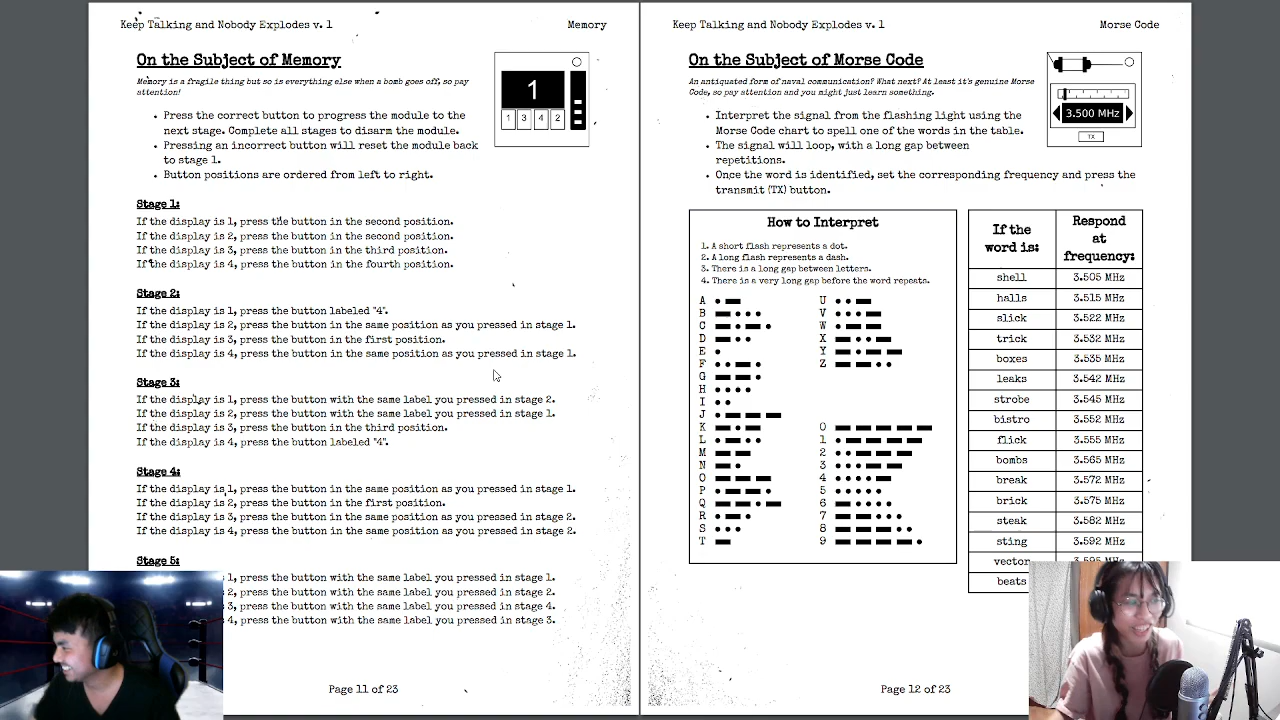 Keep Talking and Nobody Explodes v. 1
Memory
On the Subject of Memory
Memory is a fragile thing but so is everything else when a bomb goes off, so pay
attention!
1
1 3 4 2
• Press the correct button to progress the module to the
next stage. Complete all stages to disarm the module.
• Pressing an incorrect button will reset the module back
to stage 1.
• Button positions are ordered from left to right.
Stage 1:
If the display is 1, press the button in the second position.
If the display is 2, press the button in the second position.
If the display is 3, press the button in the third position.
If the display is 4, press the button in the fourth position.
Stage 2:
If the display is 1, press the button labeled "4".
If the display is 2, press the button in the same position as you pressed in stage 1.
If the display is 3, press the button in the first position.
If the display is 4, press the button in the same position as you pressed in stage 1.
Stage 3:
If the display is 1, press the button with the same label you pressed in stage 2.
If the display is 2, press the button with the same label you pressed in stage 1.
If the display is 3, press the button in the third position.
If the display is 4, press the button labeled "4".
Stage 4:
If the display is 1, press the button in the same position as you pressed in stage 1.
If the display is 2, press the button in the first position.
If the display is 3, press the button in the same position as you pressed in stage 2.
If the display is 4, press the button in the same position as you pressed in stage 2.
Stage 5:
1, press the button with the same label you pressed in stage 1.
2, press the button with the same label you pressed in stage 2.
3, press the button with the same label you pressed in stage 4.
4, press the button with the same label you pressed in stage 3.
Page 11 of 23
Keep Talking and Nobody Explodes v. 1
Morse Code
On the Subject of Morse Code
An antiquated form of naval communication? What next? At least it's genuine Morse
Code, so pay attention and you might just learn something.
3.500 MHz
TX
• Interpret the signal from the flashing light using the
Morse Code chart to spell one of the words in the table.
• The signal will loop, with a long gap between
repetitions.
• Once the word is identified, set the corresponding frequency and press the
transmit (TX) button.
How to Interpret
1. A short flash represents a dot.
2. A long flash represents a dash.
3. There is a long gap between letters.
4. There is a very long gap before the word repeats.
A
B
C
D
E
F
G
H
I
J
K
L
M
N
O
P
Q
R
S
T
U
V
W
X
Y
Z
0
1
2
3
4
5
6
7
8
9
If the
word is:
Respond
at
frequency:
shell 3.505 MHz
halls 3.515 MHz
slick 3.522 MHz
trick 3.532 MHz
boxes 3.535 MHz
leaks 3.542 MHz
strobe 3.545 MHz
bistro 3.552 MHz
flick 3.555 MHz
bombs 3.565 MHz
break 3.572 MHz
brick 3.575 MHz
steak 3.582 MHz
sting 3.592 MHz
vector 3.595 MHz
beats
Page 12 of 23